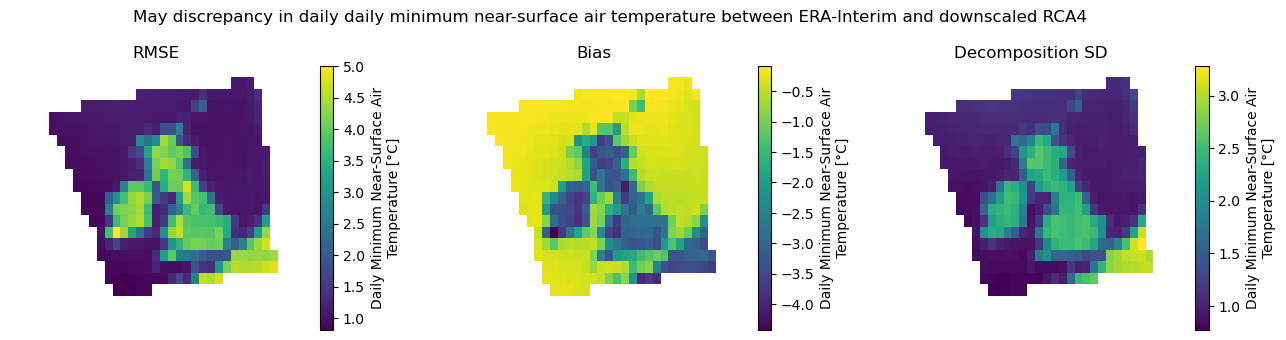 May discrepancy in daily daily minimum near-surface air temperature between ERA-Interim and downscaled RCA4
RMSE
5.0
4.5
4.0
3.5
3.0
2.5
2.0
1.5
1.0
Daily Minimum Near-Surface Air
Temperature [°C]
Bias
−0.5
−1.0
−1.5
−2.0
−2.5
−3.0
−3.5
−4.0
Daily Minimum Near-Surface Air
Temperature [°C]
Decomposition SD
3.0
2.5
2.0
1.5
1.0
Daily Minimum Near-Surface Air
Temperature [°C]